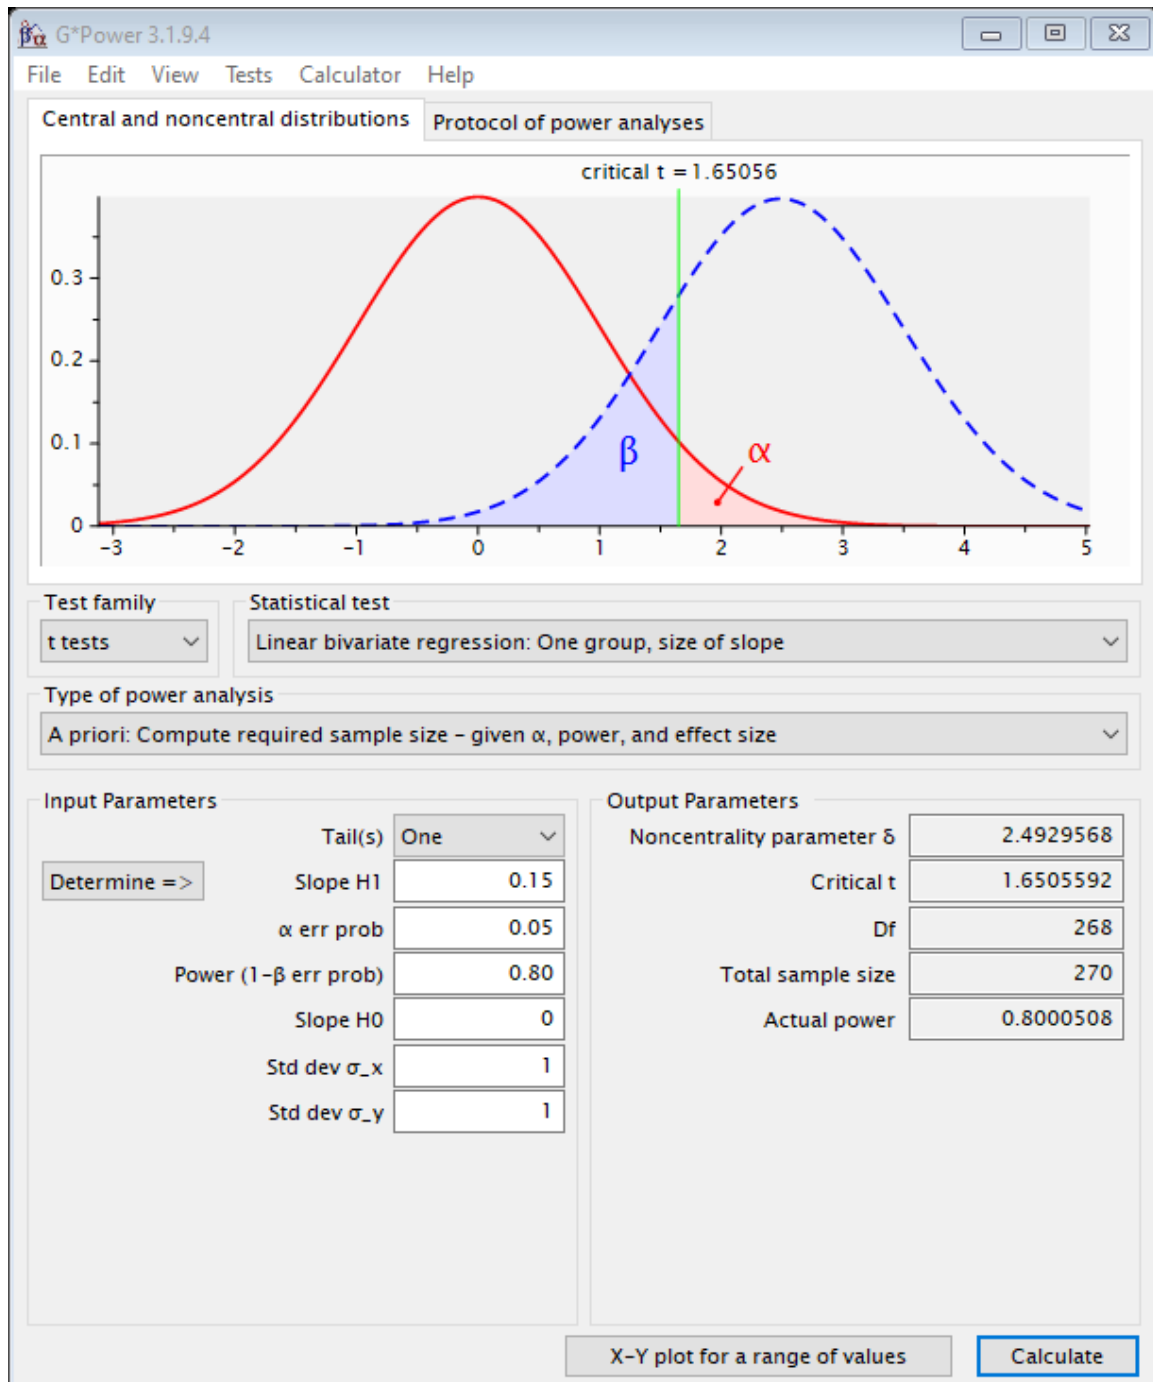 G*Power 3.1.9.4
File Edit View Tests Calculator Help
Central and noncentral distributions Protocol of power analyses
critical t = 1.65056
0.3
0.2
0.1
0
β
α
-3 -2 -1 0 1 2 3 4 5
Test family Statistical test
t tests Linear bivariate regression: One group, size of slope
Type of power analysis
A priori: Compute required sample size - given α, power, and effect size
Input Parameters
Tail(s) One
Determine => Slope H1 0.15
α err prob 0.05
Power (1-β err prob) 0.80
Slope H0 0
Std dev σ_x 1
Std dev σ_y 1
Output Parameters
Noncentrality parameter δ 2.4929568
Critical t 1.6505592
Df 268
Total sample size 270
Actual power 0.8000508
X-Y plot for a range of values Calculate